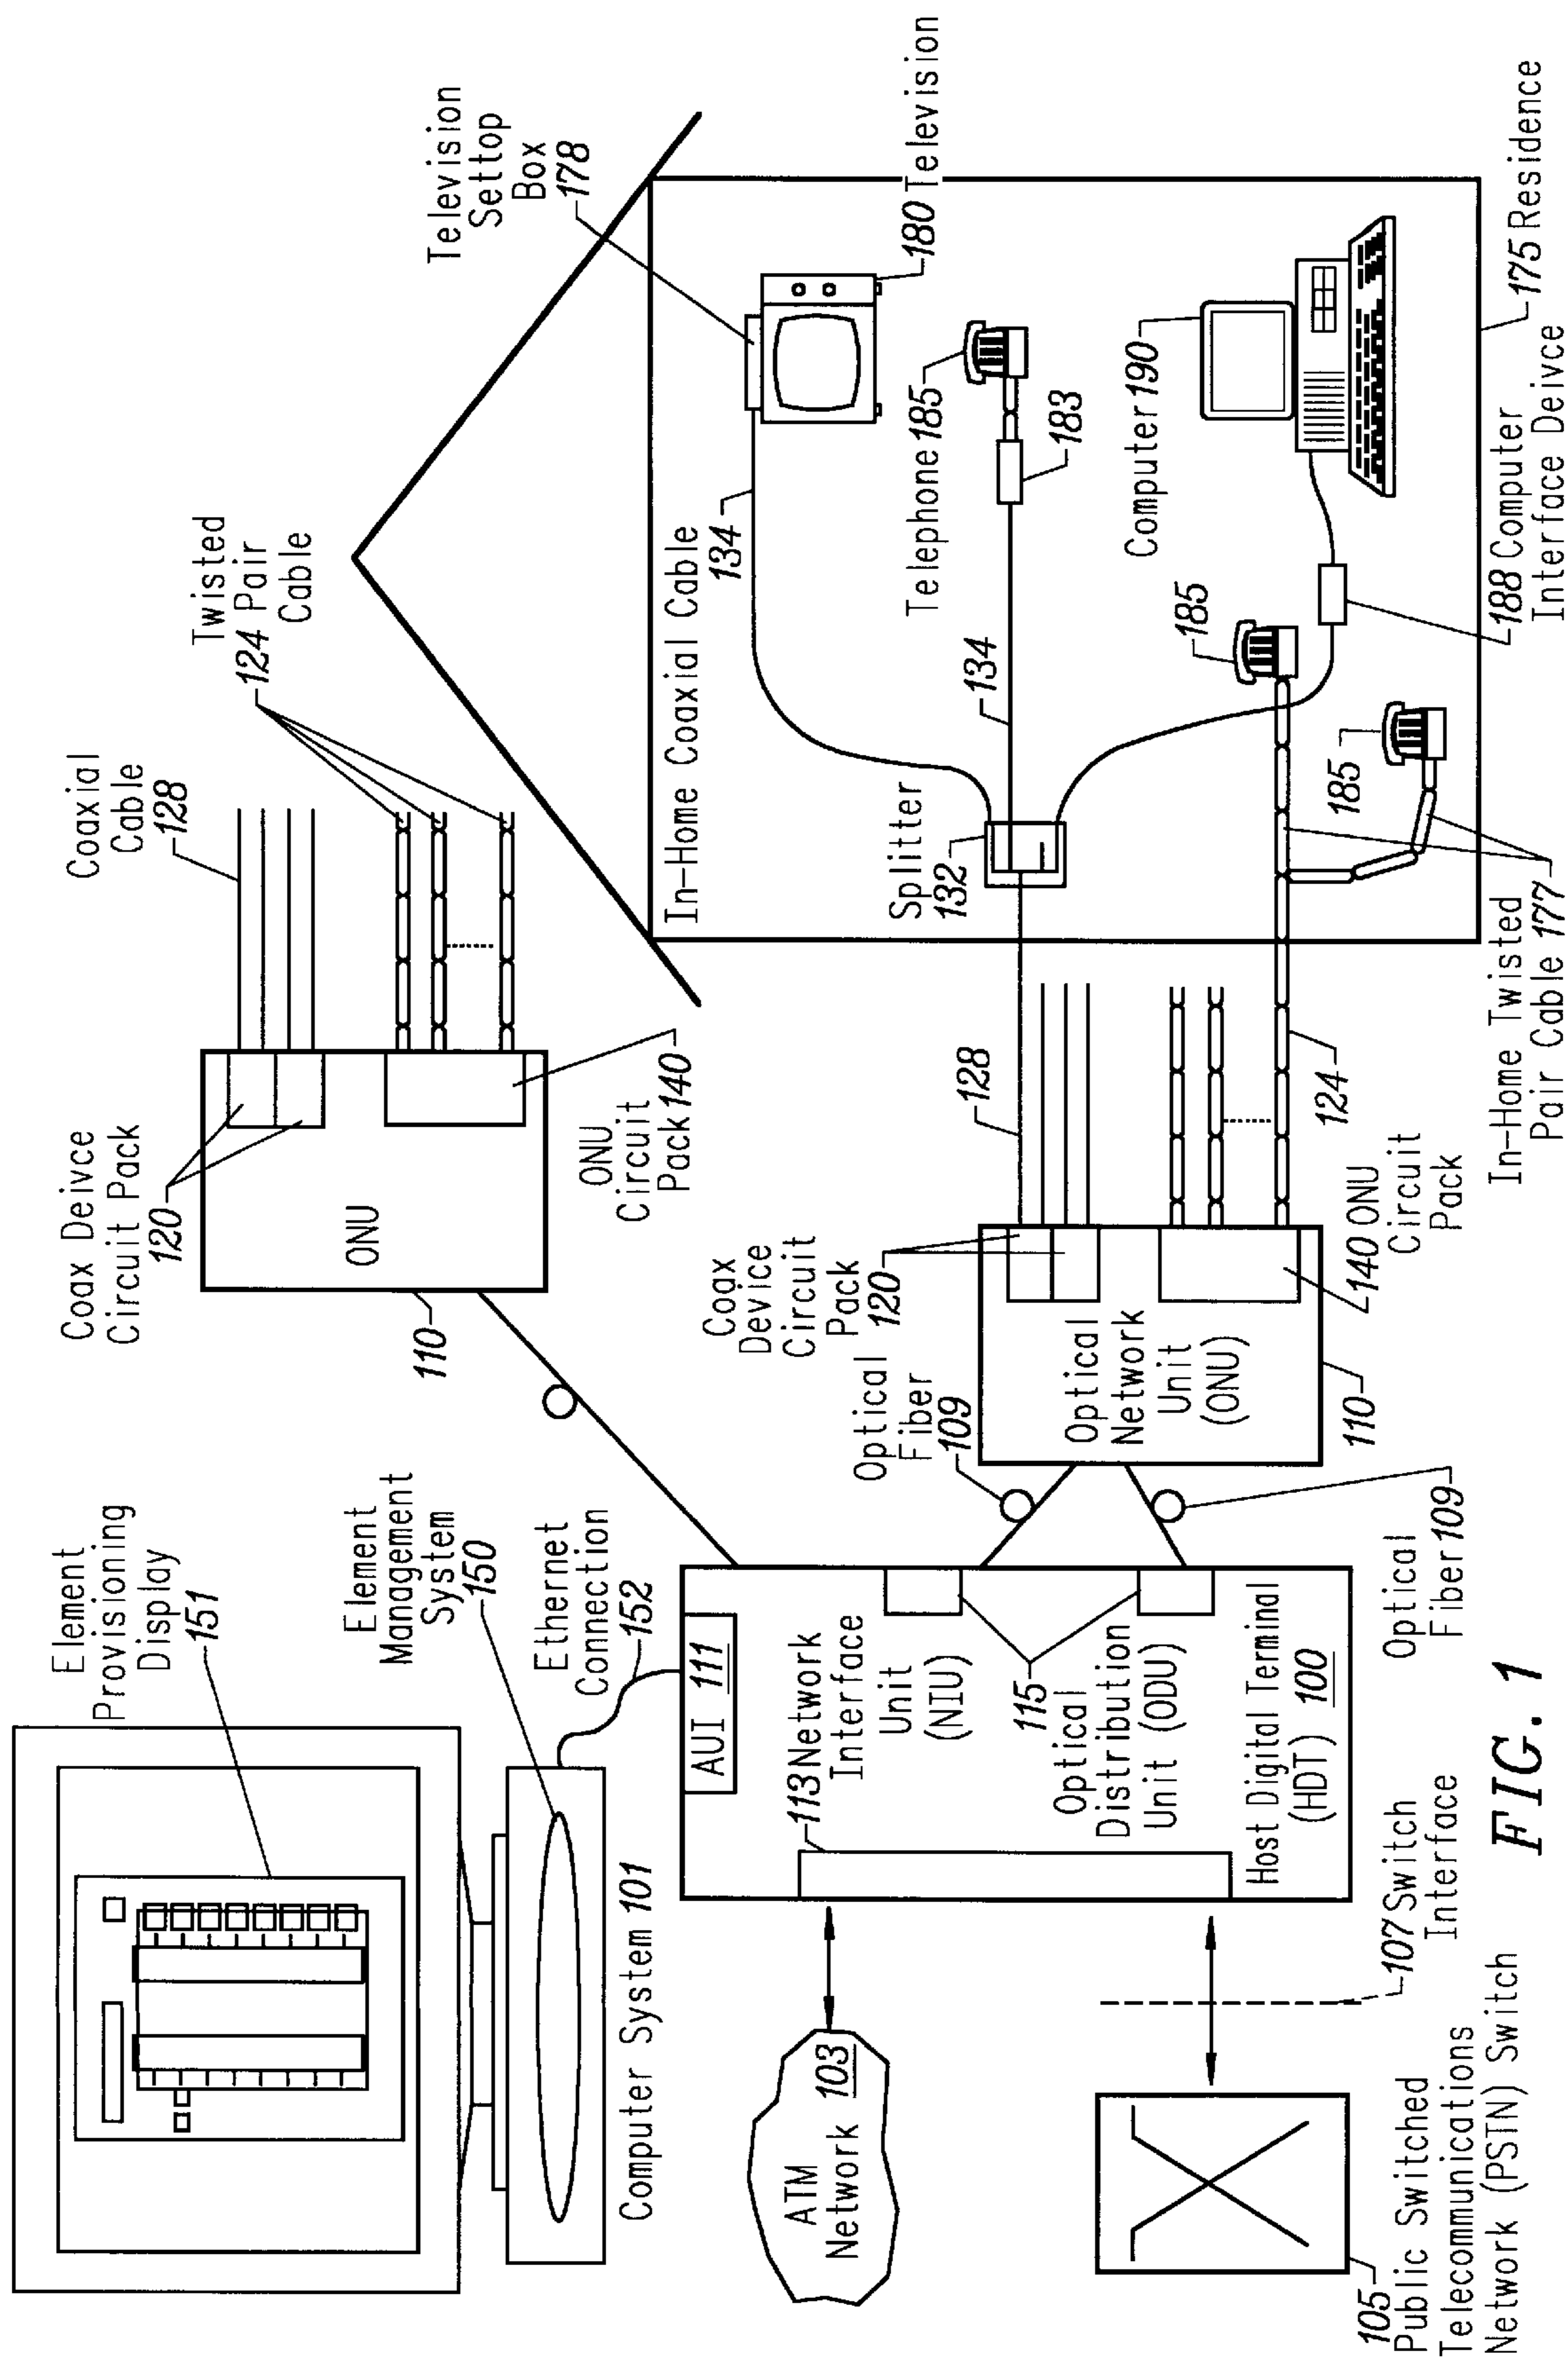 Element
Provisioning
Display
151
Element
Management
System
150
Ethernet
Connection
152
Computer System 101
Coax Deivce
Circuit Pack
120
ONU
110
ONU
Circuit
Pack 140
Coaxial
Cable
128
Twisted
124 Pair
Cable
Television
Settop
Box
178
ATM
Network
103
105
Public Switched
Telecommunications
Network (PSTN) Switch
107 Switch
Interface
AUI 111
113 Network
Interface
Unit
(NIU)
115
Optical
Distribution
Unit (ODU)
Host Digital Terminal
(HDT) 100
Optical
Fiber
109
Optical
Fiber 109
Coax
Device
Circuit
Pack
120
Optical
Network
Unit
(ONU)
110
140 ONU
Circuit
Pack
128
124
In-Home Twisted
Pair Cable 177
In-Home Coaxial Cable
134
Splitter
132
134
180 Television
Telephone 185
183
Computer 190
185
185
188 Computer
Interface Deivce
175 Residence
FIG. 1